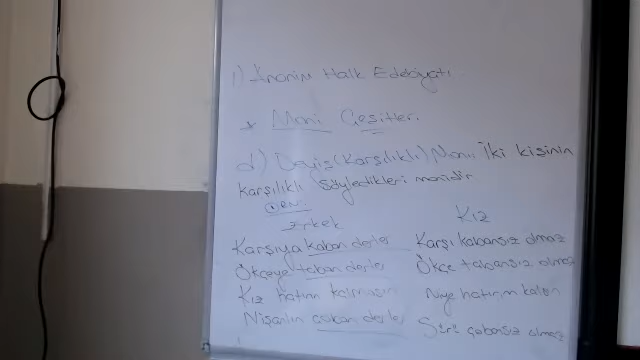 1) Anonim Halk Edebiyatı
* Mani Çeşitleri
d) Deyiş (Karşılıklı) Mani: İki kişinin
karşılıklı söyledikleri manidir
ÖRN:
Erkek Kız
Karşıya kaban derler Karşı kabansız olmaz
Ökçeye taban derler Ökçe tabansız olmaz
Kız hatırın kalmasın Niye hatırım kalsın
Nişanlın çoban derler Sürü çobansız olmaz